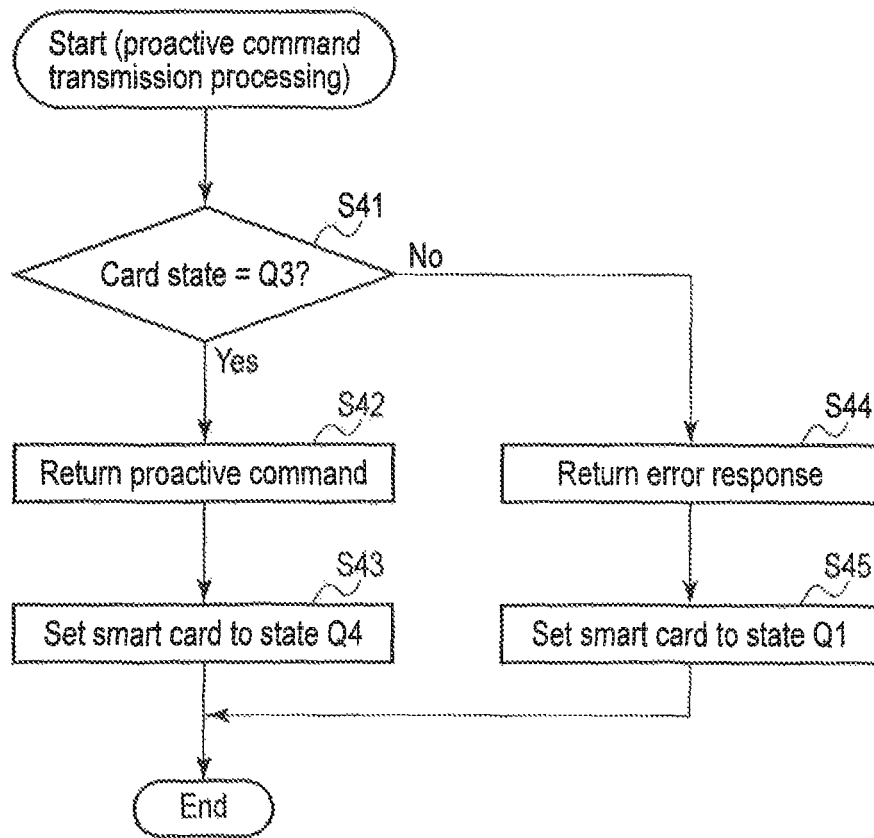 Start (proactive command
transmission processing)
S41
Card state = Q3?
No
Yes
S42
Return proactive command
S44
Return error response
S43
Set smart card to state Q4
S45
Set smart card to state Q1
End